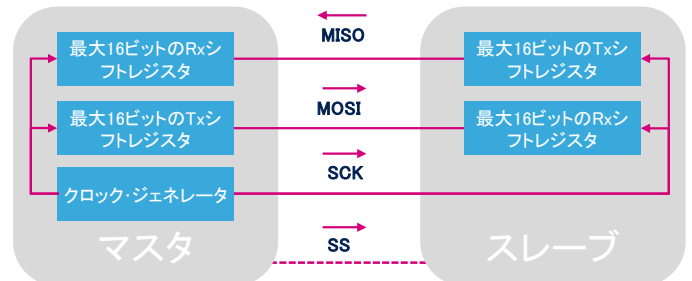 MISO
最大16ビットのRxシ
フトレジスタ
最大16ビットのTxシ
フトレジスタ
MOSI
最大16ビットのTxシ
フトレジスタ
最大16ビットのRxシ
フトレジスタ
SCK
クロック・ジェネレータ
マスタ
SS
スレーブ